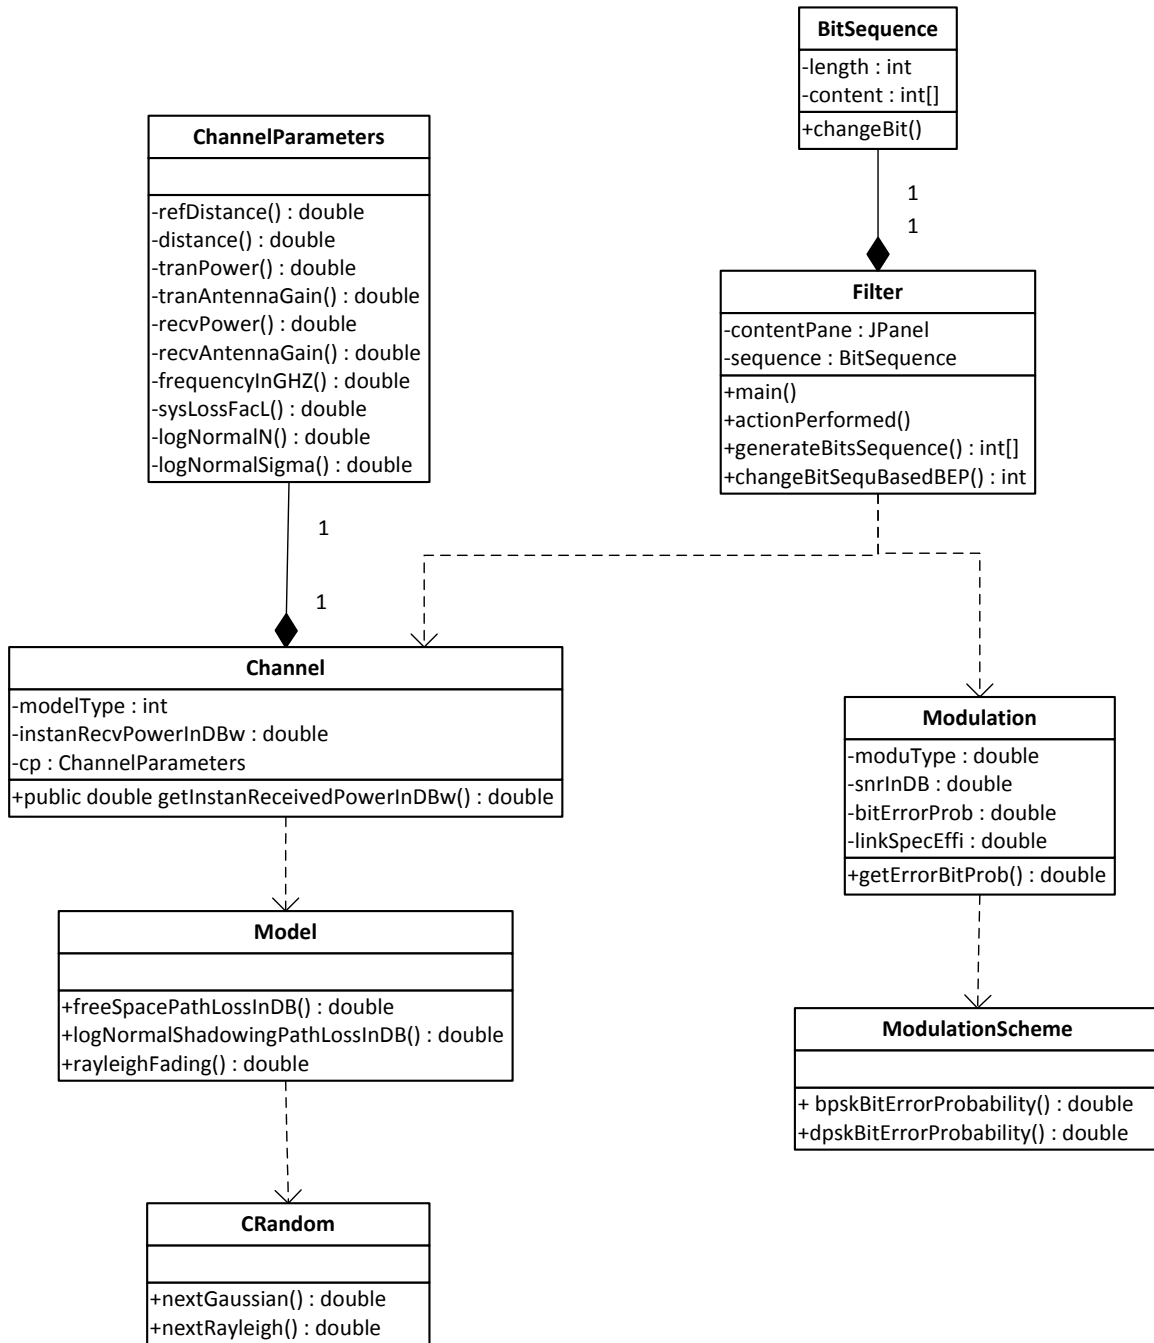 BitSequence
-length : int
-content : int[]
+changeBit()
1
1
ChannelParameters
-refDistance() : double
-distance() : double
-tranPower() : double
-tranAntennaGain() : double
-recvPower() : double
-recvAntennaGain() : double
-frequencyInGHZ() : double
-sysLossFacL() : double
-logNormalN() : double
-logNormalSigma() : double
1
1
Filter
-contentPane : JPanel
-sequence : BitSequence
+main()
+actionPerformed()
+generateBitsSequence() : int[]
+changeBitSequBasedBEP() : int
Channel
-modelType : int
-instanRecvPowerInDBw : double
-cp : ChannelParameters
+public double getInstanReceivedPowerInDBw() : double
Modulation
-moduType : double
-snrInDB : double
-bitErrorProb : double
-linkSpecEffi : double
+getErrorBitProb() : double
Model
+freeSpacePathLossInDB() : double
+logNormalShadowingPathLossInDB() : double
+rayleighFading() : double
ModulationScheme
+ bpskBitErrorProbability() : double
+dpskBitErrorProbability() : double
CRandom
+nextGaussian() : double
+nextRayleigh() : double